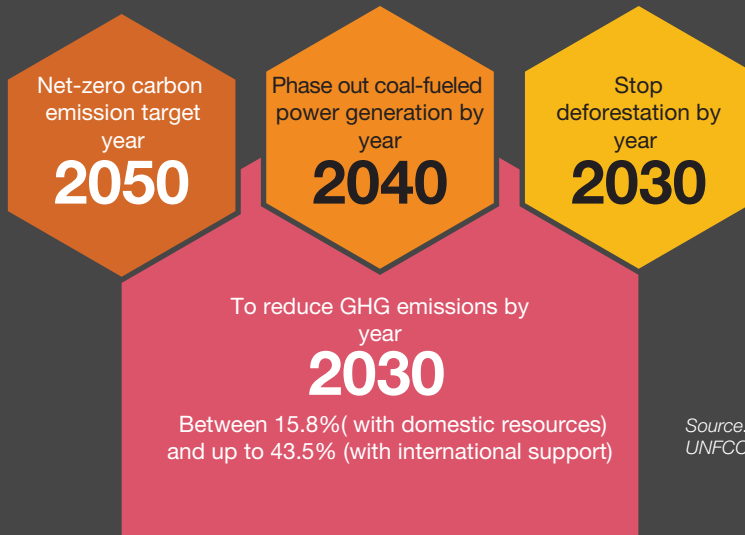 Net-zero carbon
emission target
year
2050
Phase out coal-fueled
power generation by
year
2040
Stop
deforestation by
year
2030
To reduce GHG emissions by
year
2030
Between 15.8%( with domestic resources)
and up to 43.5% (with international support)
Source: